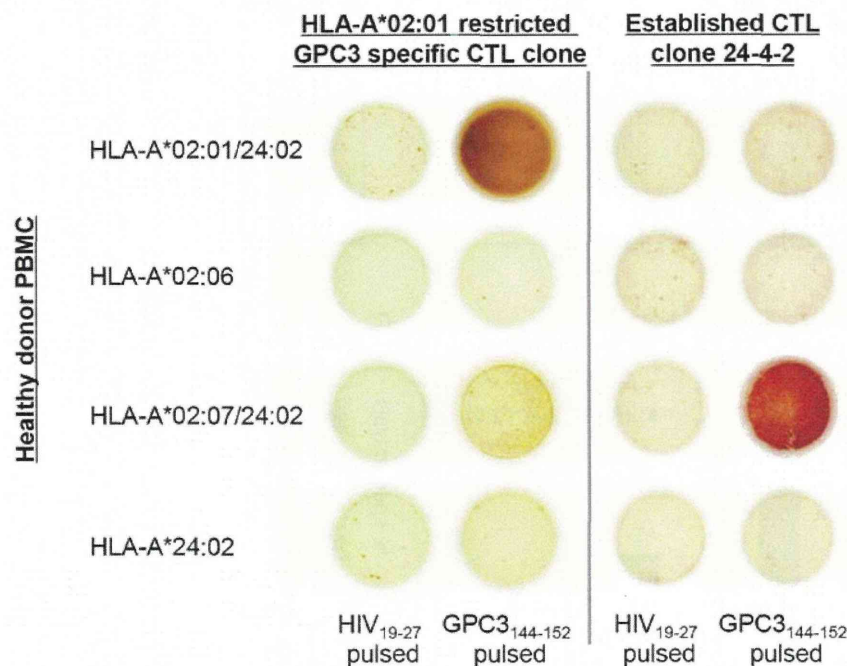 HLA-A*02:01 restricted
GPC3 specific CTL clone
Established CTL
clone 24-4-2
Healthy donor PBMC
HLA-A*02:01/24:02
HLA-A*02:06
HLA-A*02:07/24:02
HLA-A*24:02
HIV19-27
pulsed
GPC3144-152
pulsed
HIV19-27
pulsed
GPC3144-152
pulsed